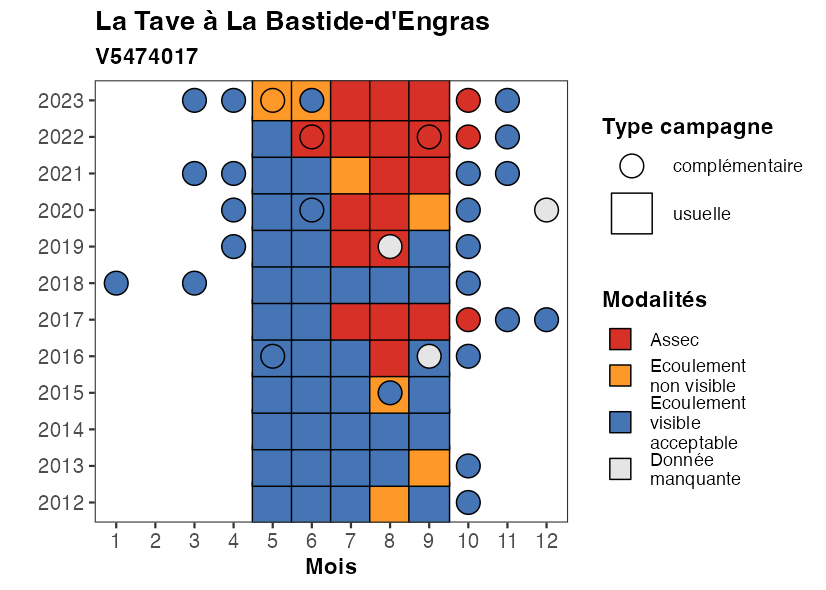 La Tave à La Bastide-d'Engras
V5474017
2023
2022
2021
2020
2019
2018
2017
2016
2015
2014
2013
2012
1 2 3 4 5 6 7 8 9 10 11 12
Mois
Type campagne
complémentaire
usuelle
Modalités
Assec
Ecoulement
non visible
Ecoulement
visible
acceptable
Donnée
manquante